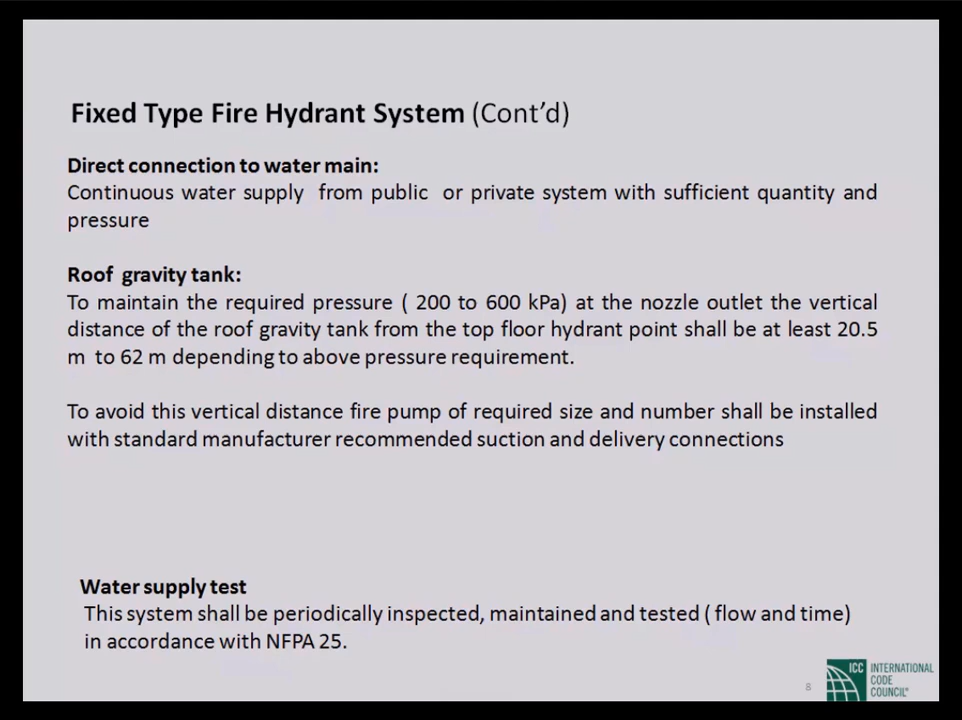 Fixed Type Fire Hydrant System (Cont’d)
Direct connection to water main:
Continuous water supply from public or private system with sufficient quantity and
pressure
Roof gravity tank:
To maintain the required pressure ( 200 to 600 kPa) at the nozzle outlet the vertical
distance of the roof gravity tank from the top floor hydrant point shall be at least 20.5
m to 62 m depending to above pressure requirement.
To avoid this vertical distance fire pump of required size and number shall be installed
with standard manufacturer recommended suction and delivery connections
Water supply test
This system shall be periodically inspected, maintained and tested ( flow and time)
in accordance with NFPA 25.
8
ICC INTERNATIONAL
CODE
COUNCIL®